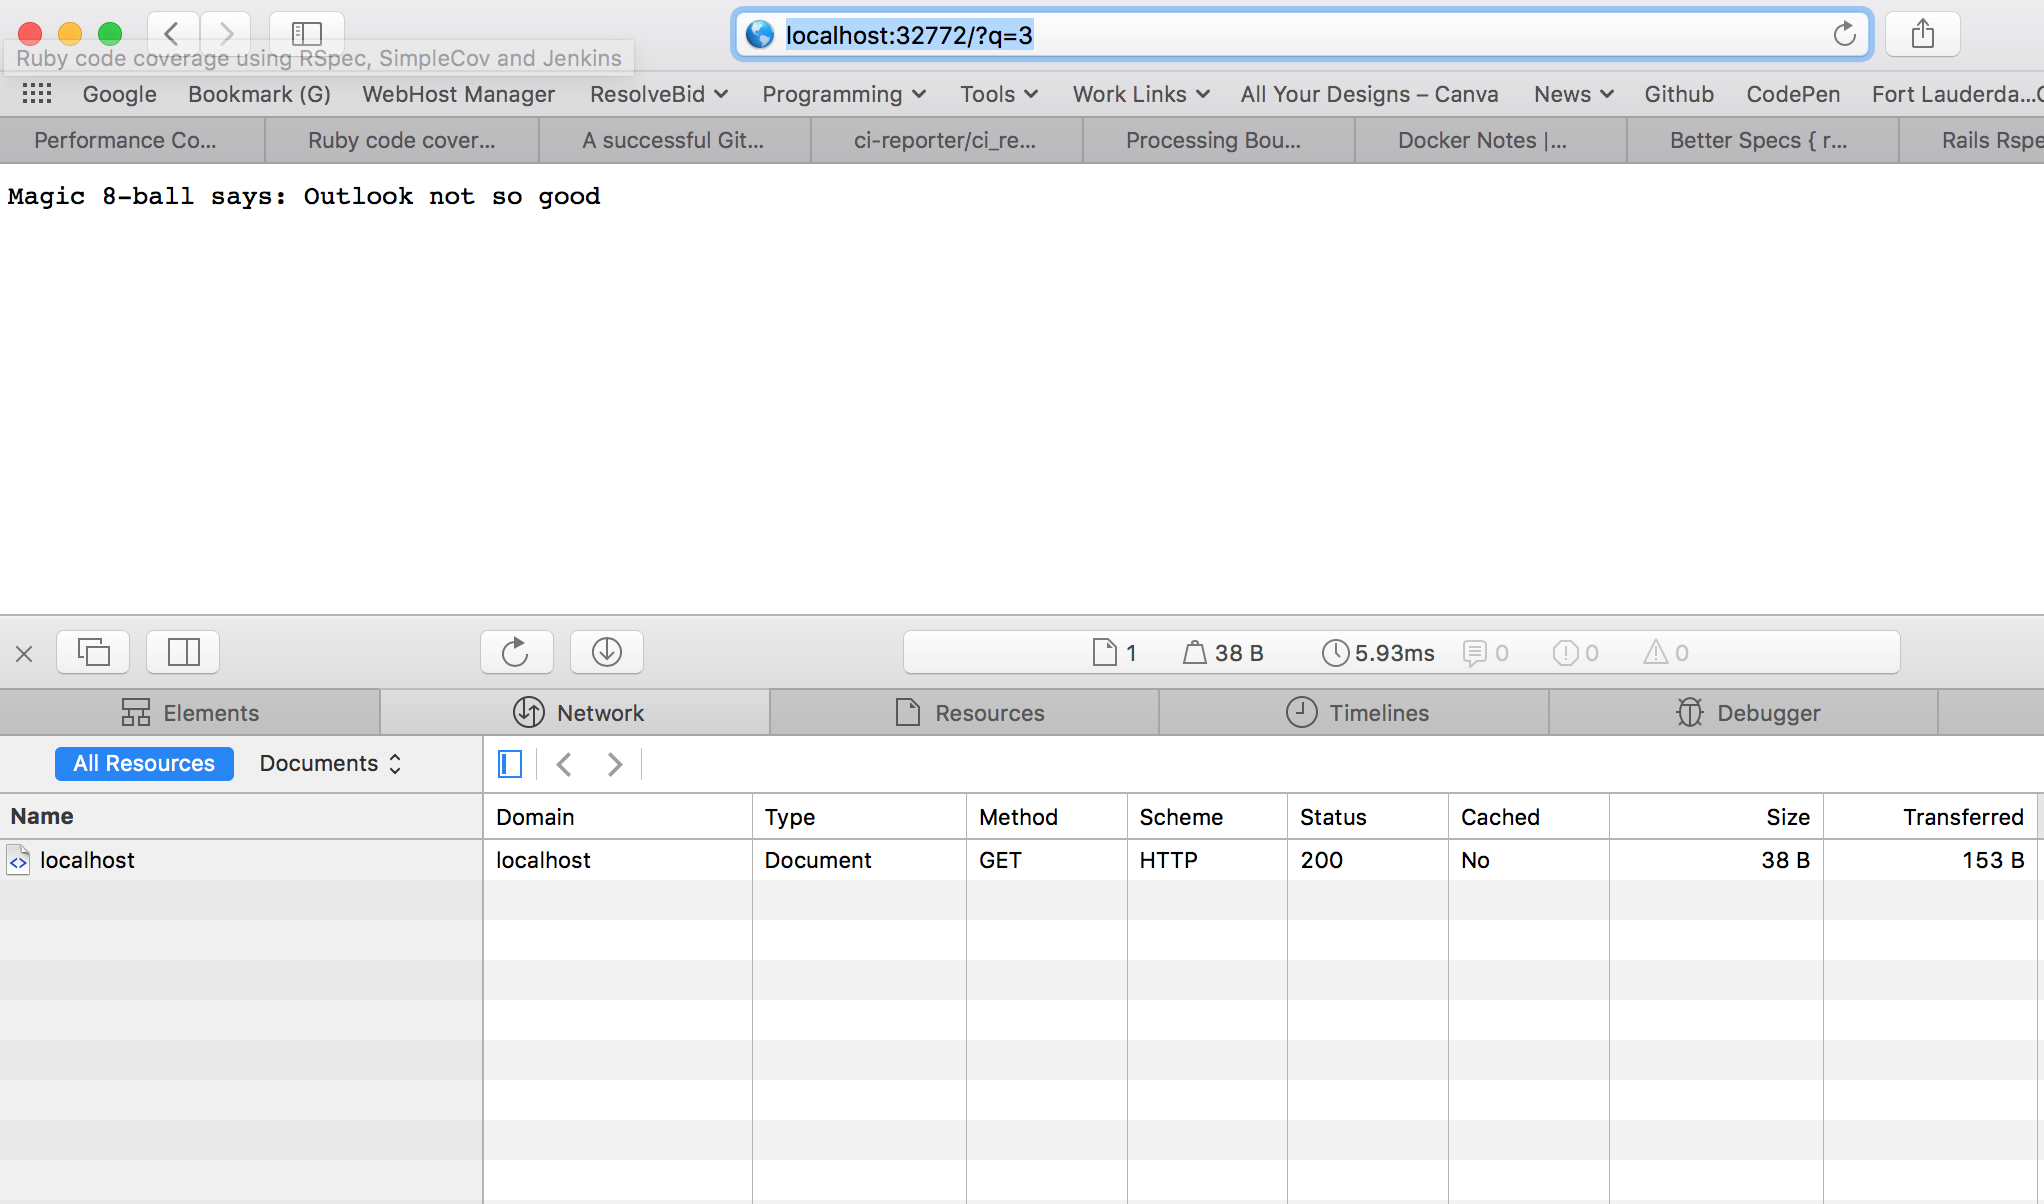 localhost:32772/?q=3
Ruby code coverage using RSpec, SimpleCov and Jenkins
Google Bookmark (G) WebHost Manager ResolveBid Programming Tools Work Links All Your Designs – Canva News Github CodePen Fort Lauderda...
Performance Co... Ruby code cover... A successful Git... ci-reporter/ci_re... Processing Bou... Docker Notes |... Better Specs { r... Rails Rspe
Magic 8-ball says: Outlook not so good
1 38 B 5.93ms 0 0 0
Elements Network Resources Timelines Debugger
All Resources Documents
Name Domain Type Method Scheme Status Cached Size Transferred
localhost localhost Document GET HTTP 200 No 38 B 153 B